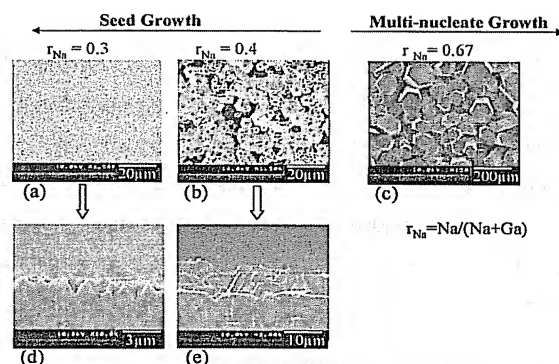 Seed Growth
Multi-nucleate Growth
r_Na = 0.3
r_Na = 0.4
r_Na = 0.67
20μm
20μm
200μm
(a)
(b)
(c)
r_Na=Na/(Na+Ga)
3μm
10μm
(d)
(e)